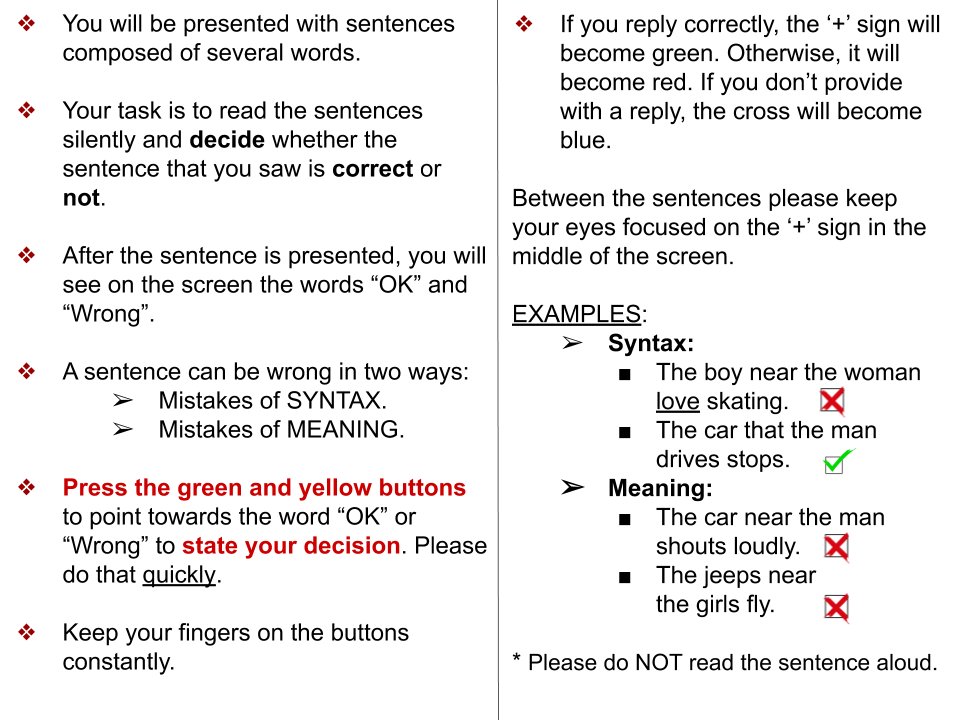 ❖ You will be presented with sentences
composed of several words.
❖ Your task is to read the sentences
silently and decide whether the
sentence that you saw is correct or
not.
❖ After the sentence is presented, you will
see on the screen the words “OK” and
“Wrong”.
❖ A sentence can be wrong in two ways:
➢ Mistakes of SYNTAX.
➢ Mistakes of MEANING.
❖ Press the green and yellow buttons
to point towards the word “OK” or
“Wrong” to state your decision. Please
do that quickly.
❖ Keep your fingers on the buttons
constantly.
❖ If you reply correctly, the ‘+’ sign will
become green. Otherwise, it will
become red. If you don’t provide
with a reply, the cross will become
blue.
Between the sentences please keep
your eyes focused on the ‘+’ sign in the
middle of the screen.
EXAMPLES:
➢ Syntax:
■ The boy near the woman
love skating.
■ The car that the man
drives stops.
➢ Meaning:
■ The car near the man
shouts loudly.
■ The jeeps near
the girls fly.
* Please do NOT read the sentence aloud.